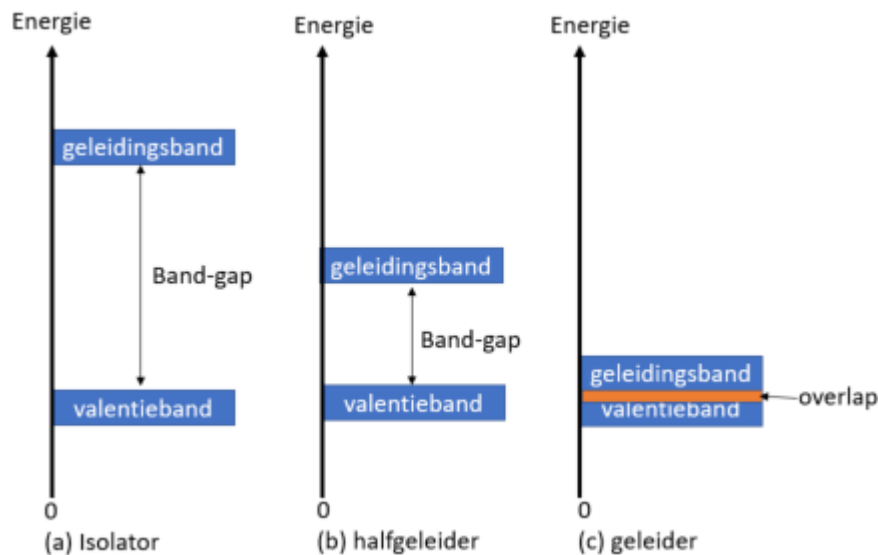 Energie
geleidingsband
Band-gap
valentieband
0
(a) Isolator
Energie
geleidingsband
Band-gap
valentieband
0
(b) halfgeleider
Energie
geleidingsband
overlap
valentieband
0
(c) geleider